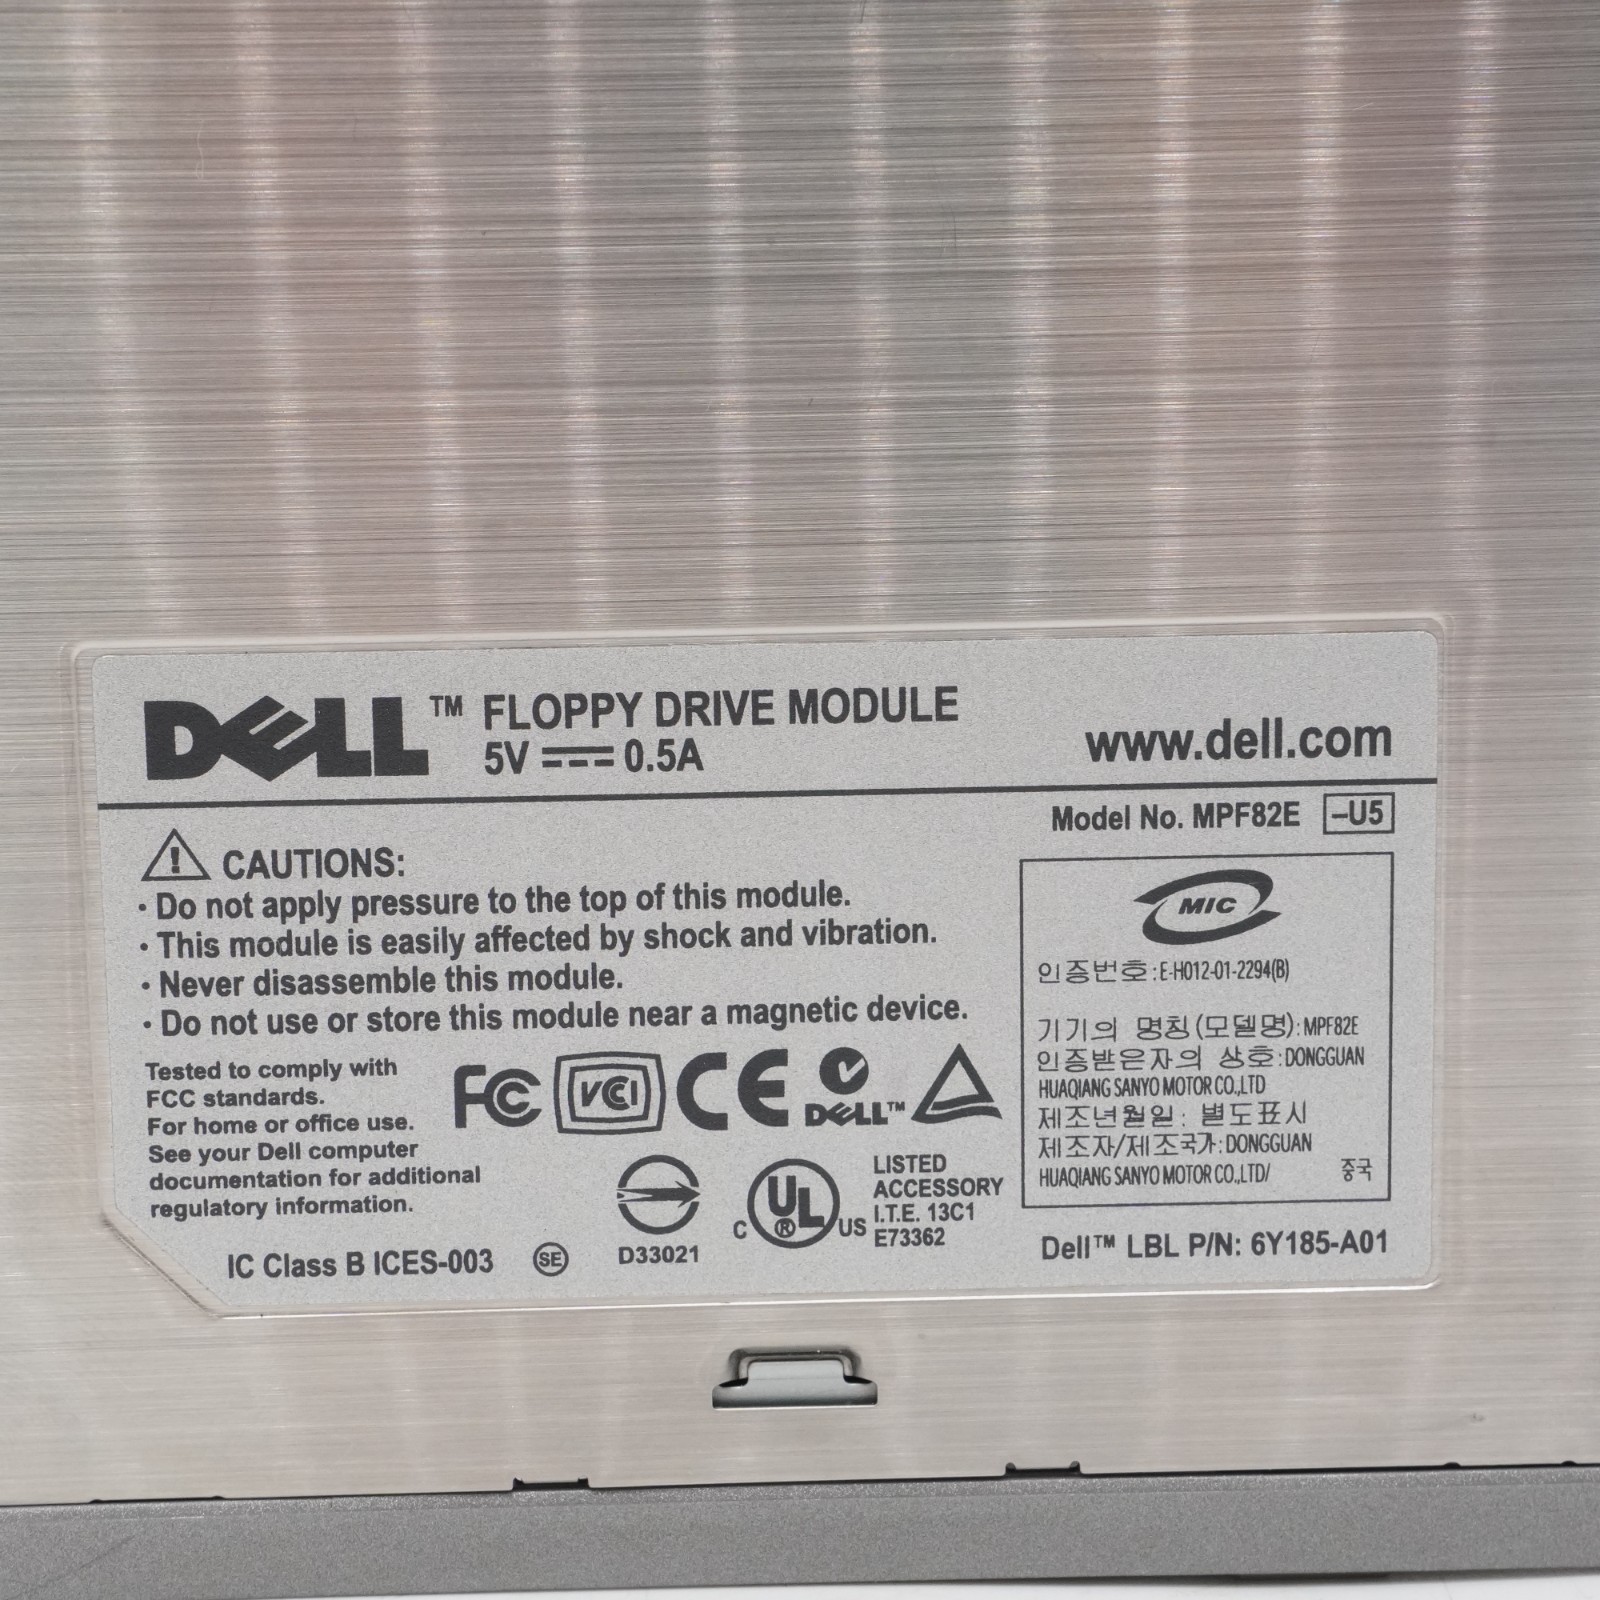 DELL™ FLOPPY DRIVE MODULE
5V 0.5A
www.dell.com
Model No. MPF82E -U5
CAUTIONS:
· Do not apply pressure to the top of this module.
· This module is easily affected by shock and vibration.
· Never disassemble this module.
· Do not use or store this module near a magnetic device.
Tested to comply with
FCC standards.
For home or office use.
See your Dell computer
documentation for additional
regulatory information.
FC VCI CE DELL™
IC Class B ICES-003
SE
D33021
C UL ® US
LISTED
ACCESSORY
I.T.E. 13C1
E73362
MIC
인증번호:E-H012-01-2294(B)
기기의 명칭(모델명):MPF82E
인증받은자의 상호:DONGGUAN
HUAQIANG SANYO MOTOR CO.,LTD
제조년월일: 별도표시
제조자/제조국가:DONGGUAN
HUAQIANG SANYO MOTOR CO.,LTD/ 중국
Dell™ LBL P/N: 6Y185-A01